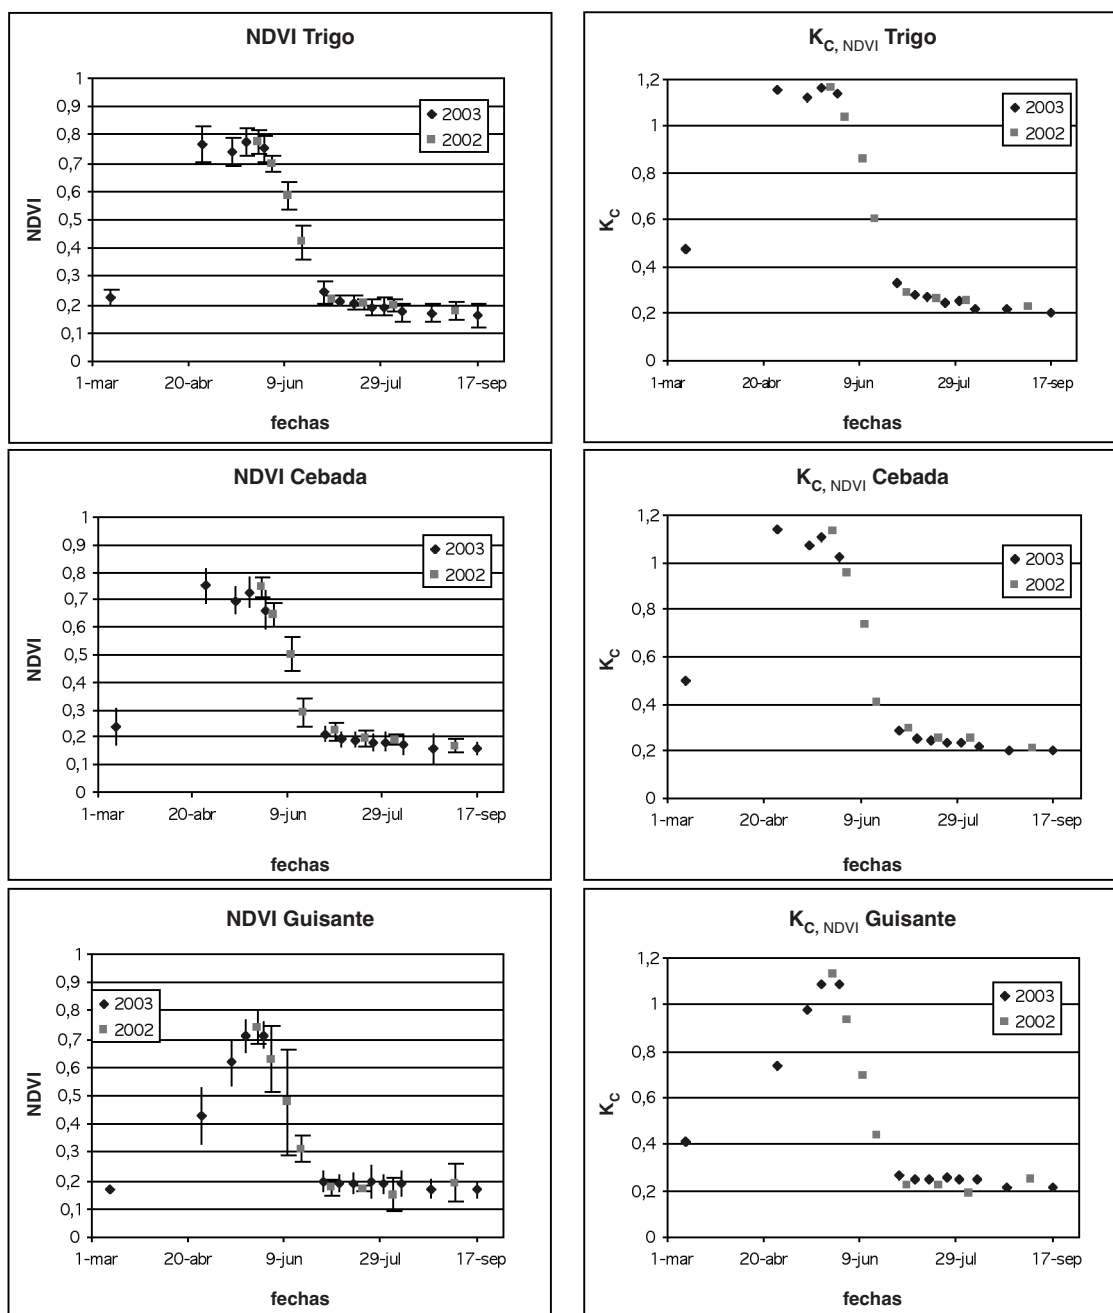 NDVI Trigo
1
0,9
0,8
0,7
0,6
0,5
0,4
0,3
0,2
0,1
0
NDVI
2003
2002
1-mar 20-abr 9-jun 29-jul 17-sep
fechas
KC, NDVI Trigo
1,2
1
0,8
0,6
0,4
0,2
0
KC
2003
2002
1-mar 20-abr 9-jun 29-jul 17-sep
fechas
NDVI Cebada
1
0,9
0,8
0,7
0,6
0,5
0,4
0,3
0,2
0,1
0
NDVI
2003
2002
1-mar 20-abr 9-jun 29-jul 17-sep
fechas
KC, NDVI Cebada
1,2
1
0,8
0,6
0,4
0,2
0
KC
2003
2002
1-mar 20-abr 9-jun 29-jul 17-sep
fechas
NDVI Guisante
1
0,9
0,8
0,7
0,6
0,5
0,4
0,3
0,2
0,1
0
NDVI
2003
2002
1-mar 20-abr 9-jun 29-jul 17-sep
fechas
KC, NDVI Guisante
1,2
1
0,8
0,6
0,4
0,2
0
KC
2003
2002
1-mar 20-abr 9-jun 29-jul 17-sep
fechas